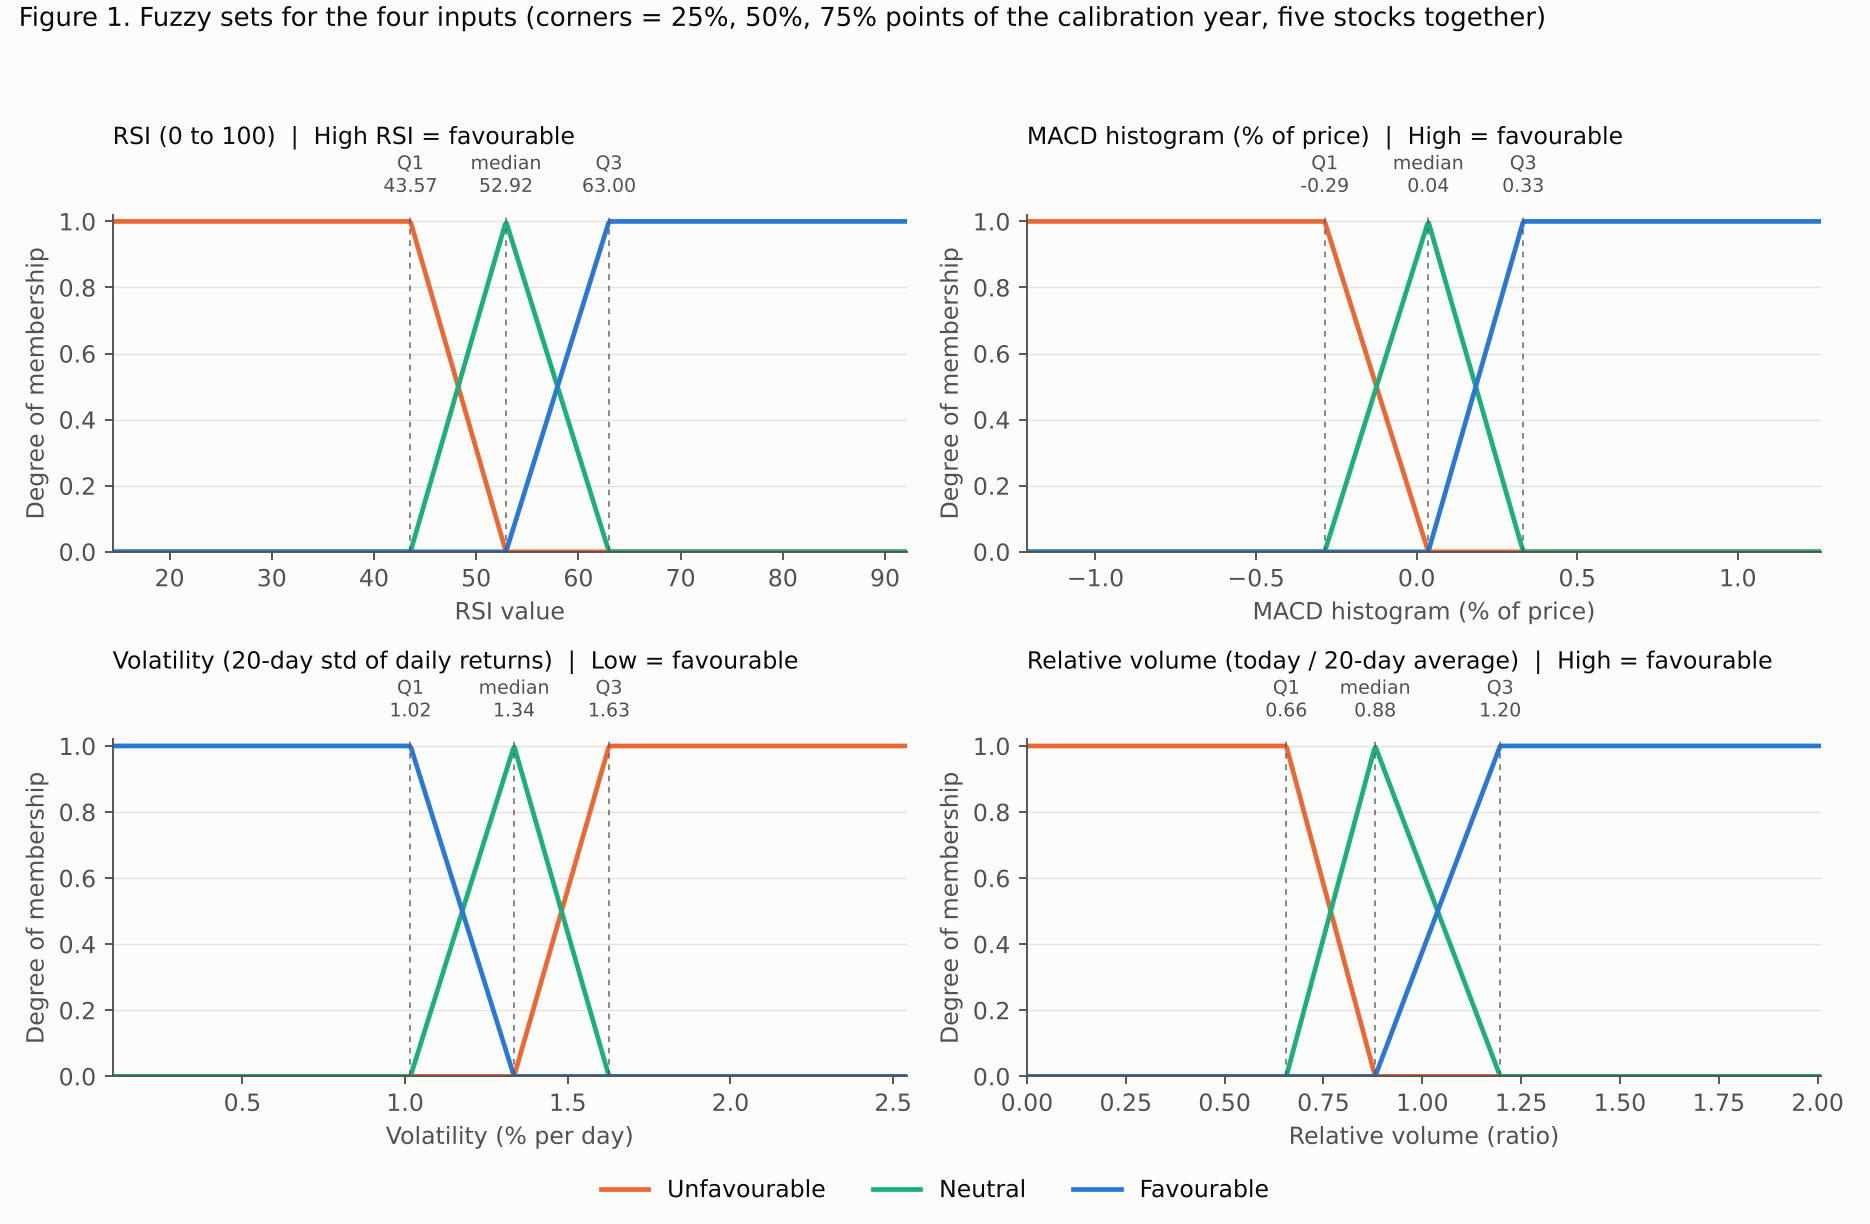 Figure 1. Fuzzy sets for the four inputs (corners = 25%, 50%, 75% points of the calibration year, five stocks together)
RSI (0 to 100)  |  High RSI = favourable
Q1 median Q3
43.57 52.92 63.00
1.0
0.8
0.6
0.4
0.2
0.0
Degree of membership
20 30 40 50 60 70 80 90
RSI value
MACD histogram (% of price)  |  High = favourable
Q1 median Q3
-0.29 0.04 0.33
1.0
0.8
0.6
0.4
0.2
0.0
Degree of membership
−1.0 −0.5 0.0 0.5 1.0
MACD histogram (% of price)
Volatility (20-day std of daily returns)  |  Low = favourable
Q1 median Q3
1.02 1.34 1.63
1.0
0.8
0.6
0.4
0.2
0.0
Degree of membership
0.5 1.0 1.5 2.0 2.5
Volatility (% per day)
Relative volume (today / 20-day average)  |  High = favourable
Q1 median Q3
0.66 0.88 1.20
1.0
0.8
0.6
0.4
0.2
0.0
Degree of membership
0.00 0.25 0.50 0.75 1.00 1.25 1.50 1.75 2.00
Relative volume (ratio)
Unfavourable Neutral Favourable